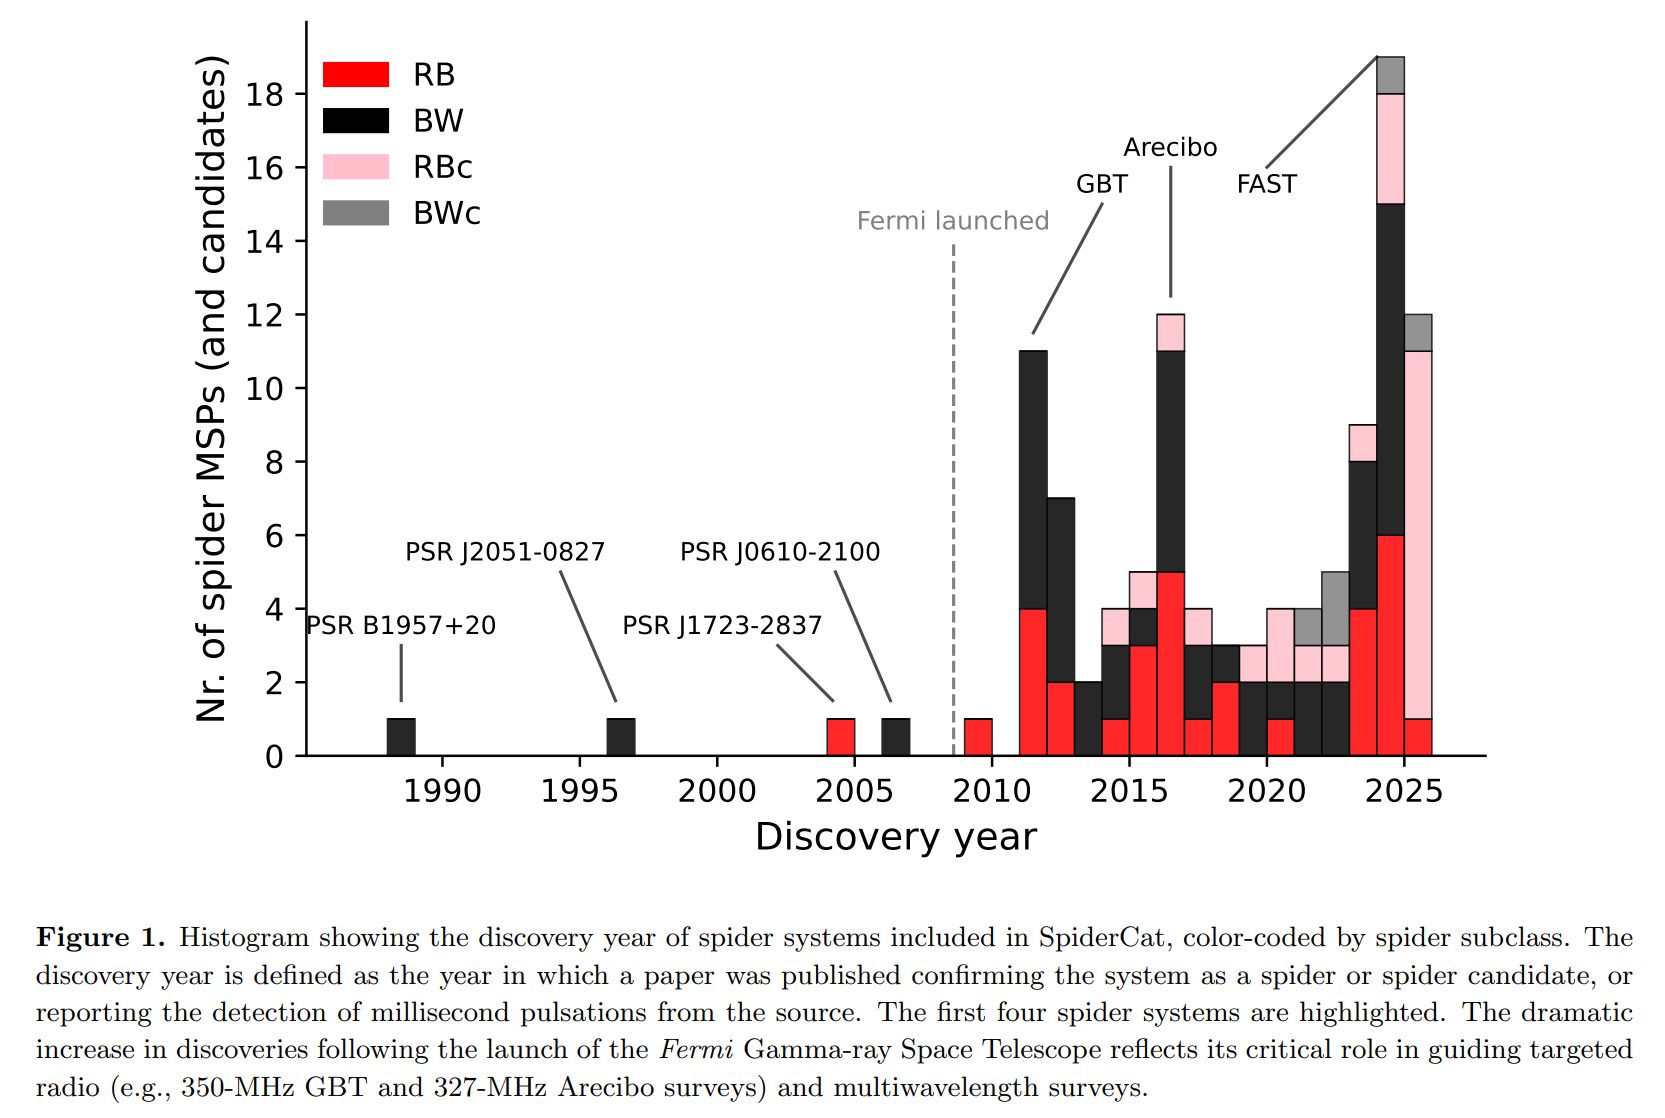 RB
BW
RBc
BWc
Nr. of spider MSPs (and candidates)
18
16
14
12
10
8
6
4
2
0
Arecibo
GBT
FAST
Fermi launched
PSR J2051-0827
PSR J0610-2100
PSR B1957+20
PSR J1723-2837
1990
1995
2000
2005
2010
2015
2020
2025
Discovery year
Figure 1. Histogram showing the discovery year of spider systems included in SpiderCat, color-coded by spider subclass. The
discovery year is defined as the year in which a paper was published confirming the system as a spider or spider candidate, or
reporting the detection of millisecond pulsations from the source. The first four spider systems are highlighted. The dramatic
increase in discoveries following the launch of the Fermi Gamma-ray Space Telescope reflects its critical role in guiding targeted
radio (e.g., 350-MHz GBT and 327-MHz Arecibo surveys) and multiwavelength surveys.